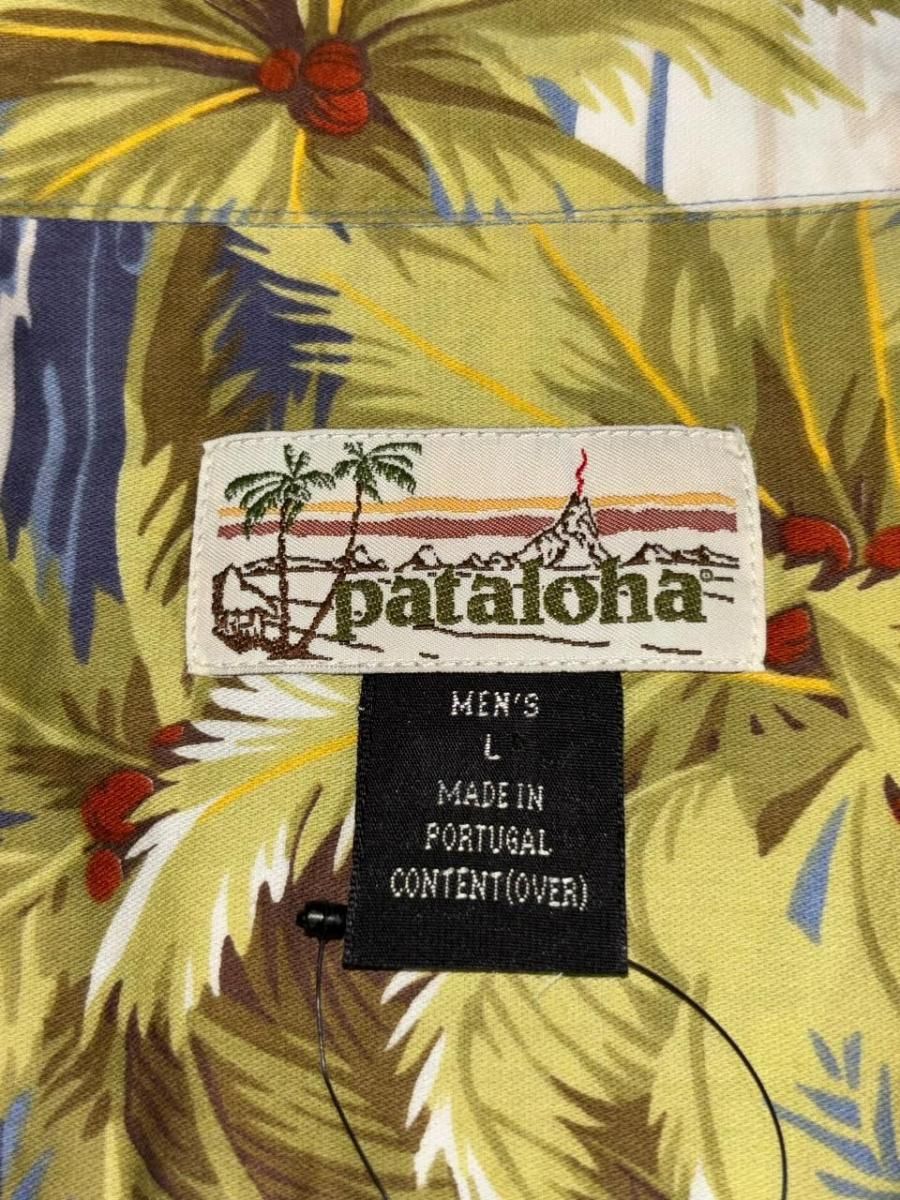 pataloha®
MEN'S
L
MADE IN
PORTUGAL
CONTENT(OVER)